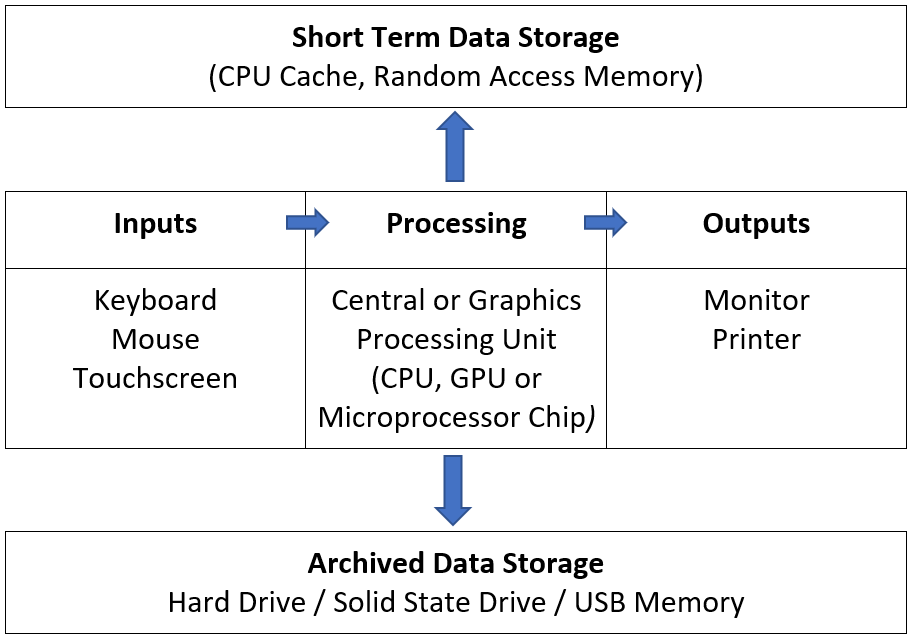 Short Term Data Storage
(CPU Cache, Random Access Memory)
Inputs
Processing
Outputs
Keyboard
Mouse
Touchscreen
Central or Graphics
Processing Unit
(CPU, GPU or
Microprocessor Chip)
Monitor
Printer
Archived Data Storage
Hard Drive / Solid State Drive / USB Memory